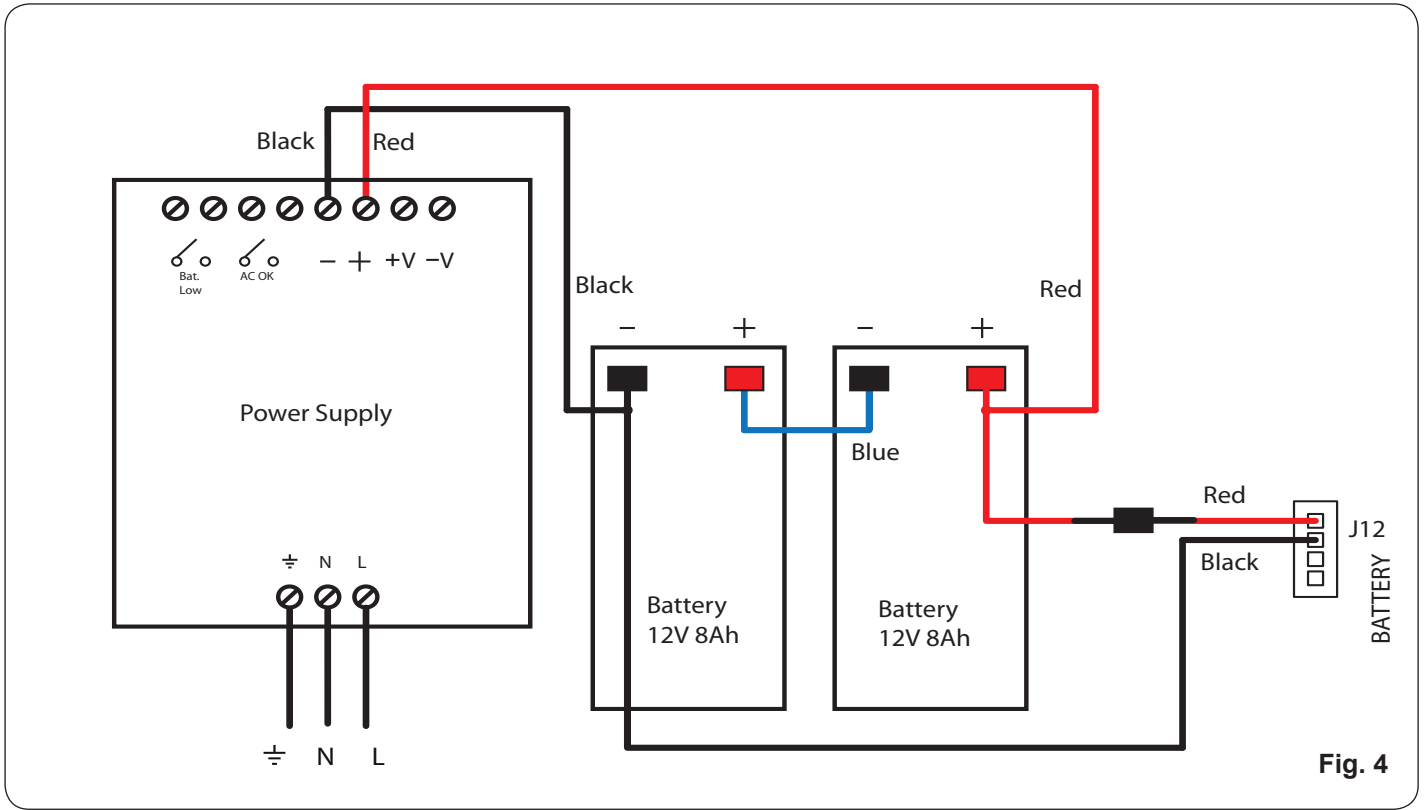 Black
Red
Bat.
Low
AC OK
− + +V −V
Black
Red
− +
− +
Power Supply
Blue
Red
J12
Black
BATTERY
⏚ N L
Battery
12V 8Ah
Battery
12V 8Ah
⏚ N L
Fig. 4